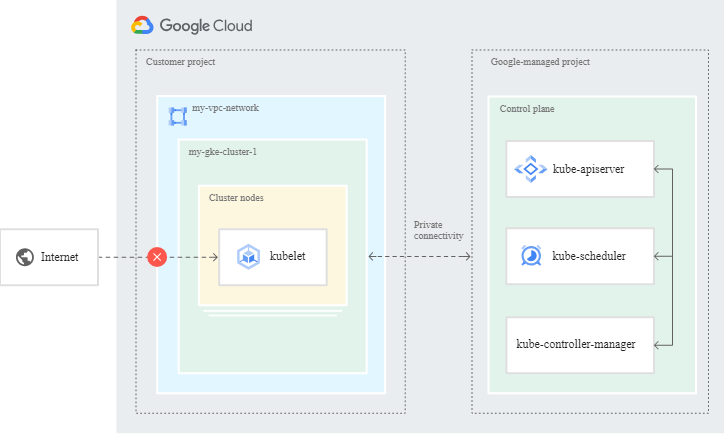 Google Cloud
Customer project
my-vpc-network
my-gke-cluster-1
Cluster nodes
Internet
kubelet
Private
connectivity
Google-managed project
Control plane
kube-apiserver
kube-scheduler
kube-controller-manager